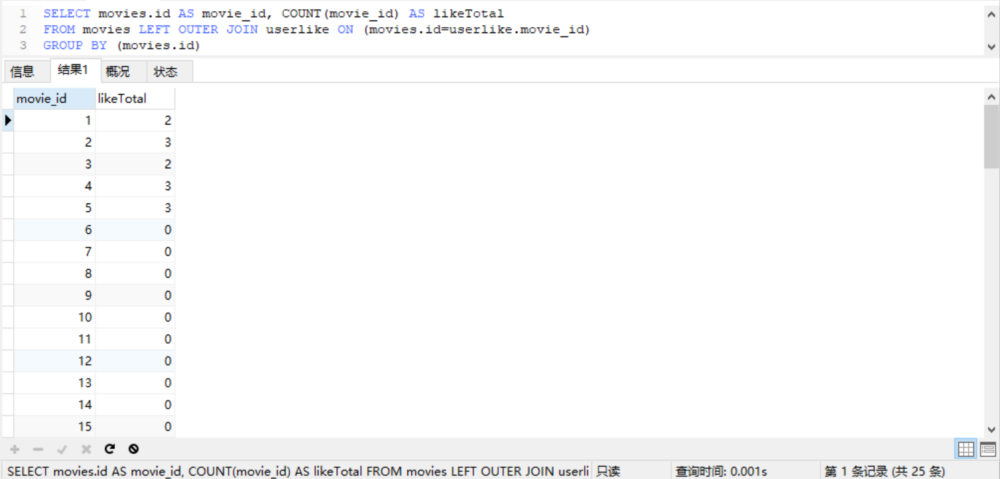 1 SELECT movies.id AS movie_id, COUNT(movie_id) AS likeTotal
2 FROM movies LEFT OUTER JOIN userlike ON (movies.id=userlike.movie_id)
3 GROUP BY (movies.id)
信息 结果1 概况 状态
movie_id likeTotal
1 2
2 3
3 2
4 3
5 3
6 0
7 0
8 0
9 0
10 0
11 0
12 0
13 0
14 0
15 0
SELECT movies.id AS movie_id, COUNT(movie_id) AS likeTotal FROM movies LEFT OUTER JOIN userli 只读 查询时间: 0.001s 第 1 条记录 (共 25 条)